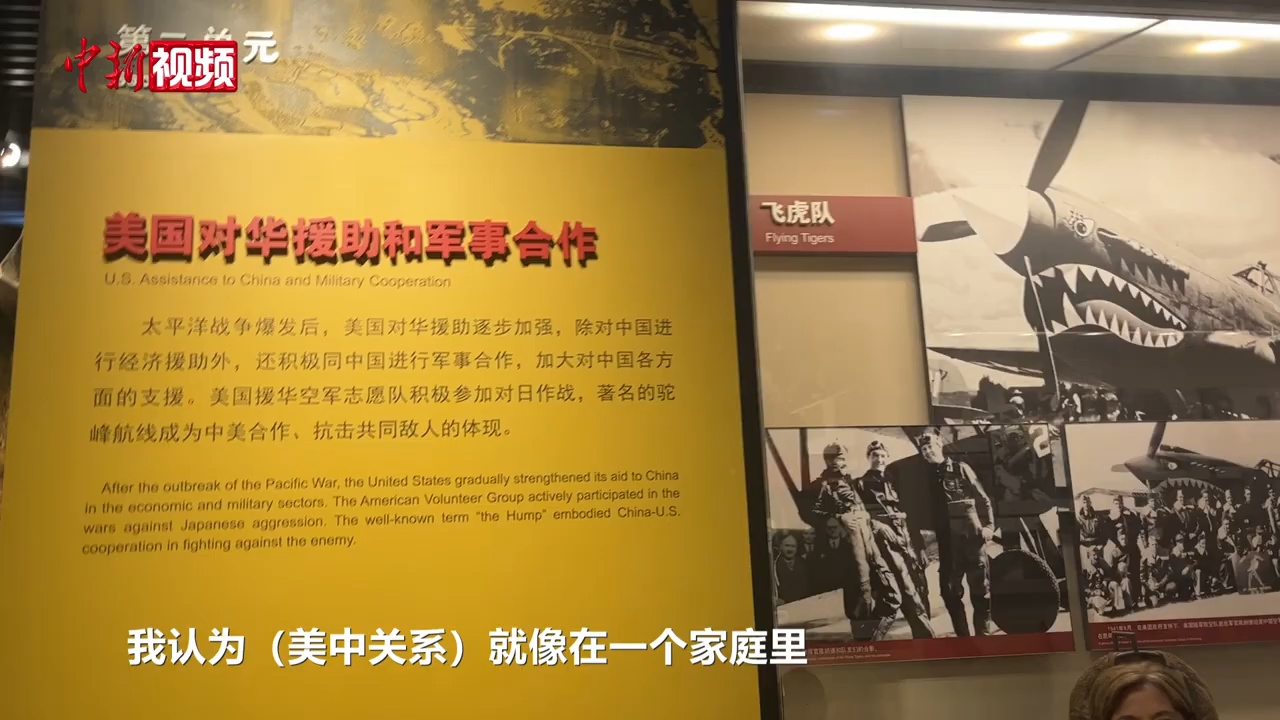 中新视频
美国对华援助和军事合作
U.S. Assistance to China and Military Cooperation
太平洋战争爆发后，美国对华援助逐步加强，除对中国进
行经济援助外，还积极同中国进行军事合作，加大对中国各方
面的支援。美国援华空军志愿队积极参加对日作战，著名的驼
峰航线成为中美合作、抗击共同敌人的体现。
After the outbreak of the Pacific War, the United States gradually strengthened its aid to China
in the economic and military sectors. The American Volunteer Group actively participated in the
wars against Japanese aggression. The well-known term “the Hump” embodied China-U.S.
cooperation in fighting against the enemy.
飞虎队
Flying Tigers
2
我认为（美中关系）就像在一个家庭里